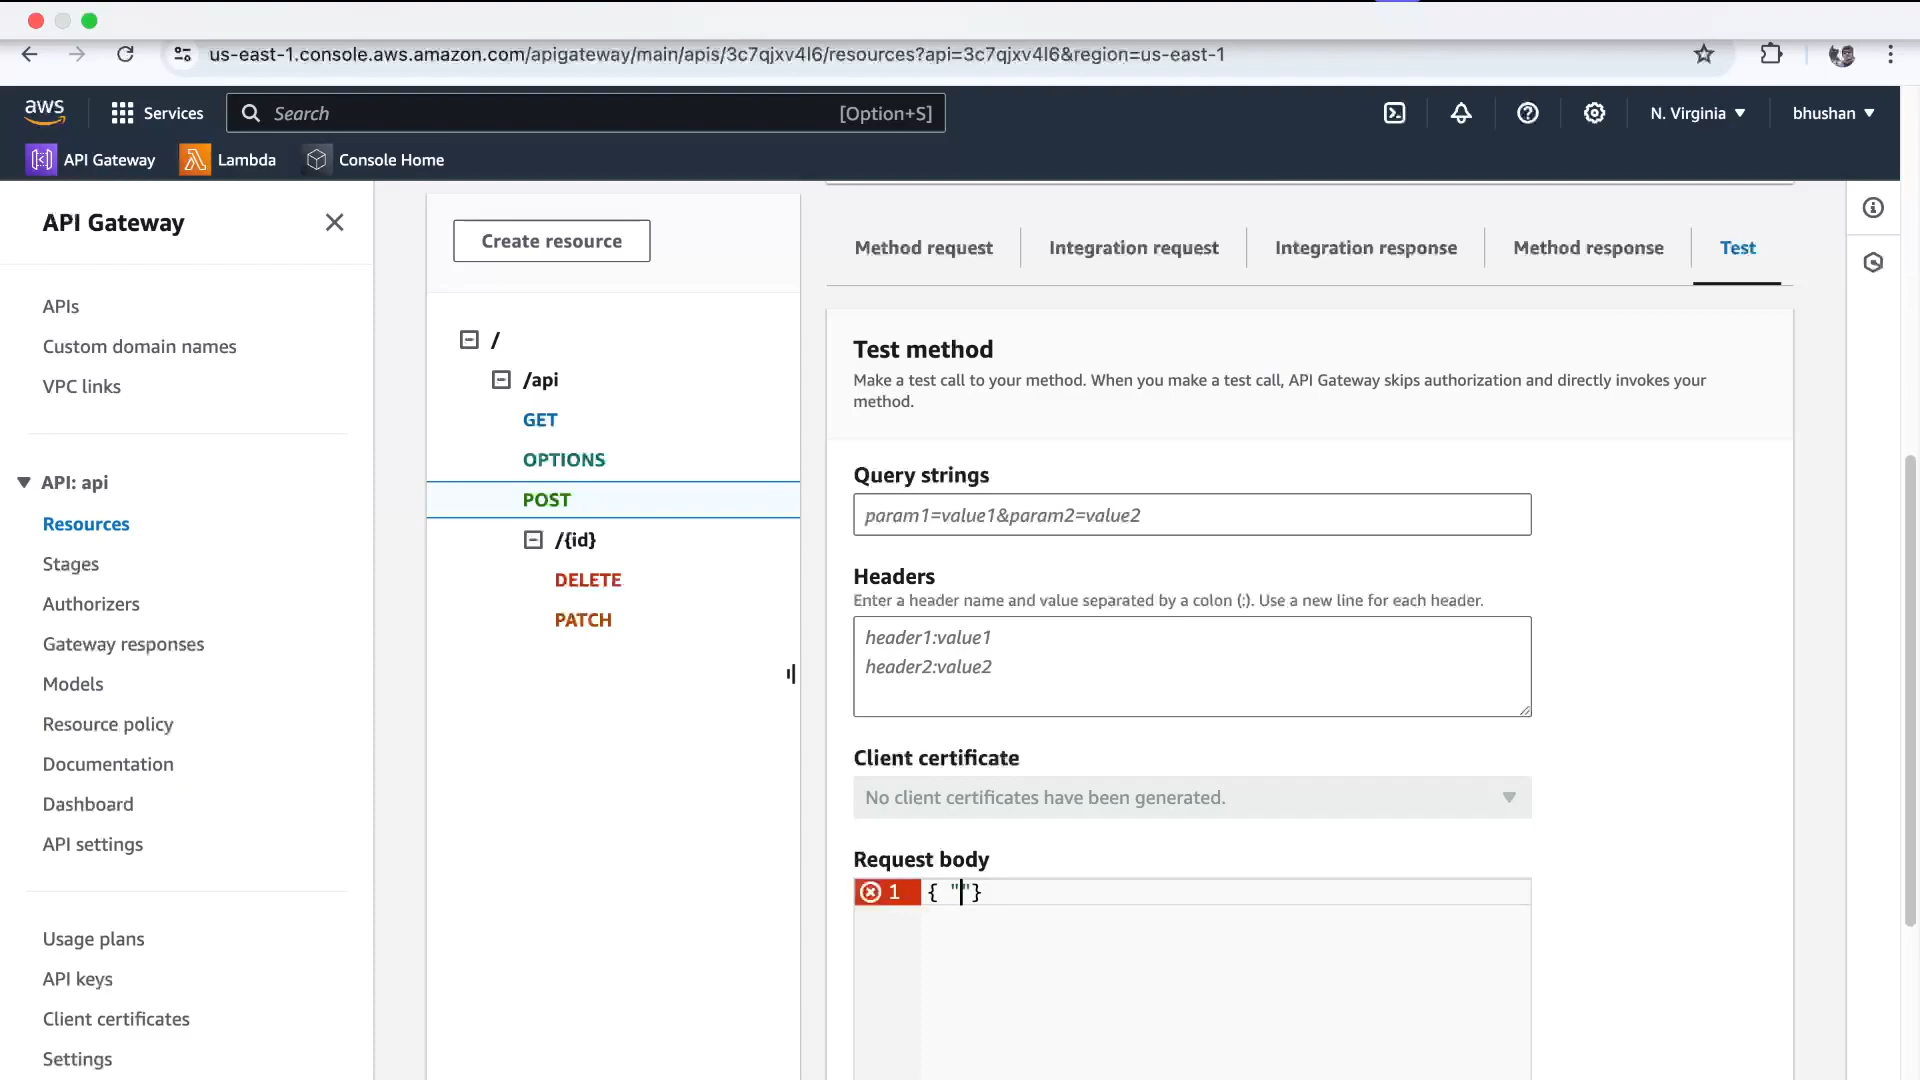 us-east-1.console.aws.amazon.com/apigateway/main/apis/3c7qjxv4l6/resources?api=3c7qjxv4l6&region=us-east-1
aws
Services
Search
[Option+S]
N. Virginia
bhushan
API Gateway
Lambda
Console Home
API Gateway
APIs
Custom domain names
VPC links
API: api
Resources
Stages
Authorizers
Gateway responses
Models
Resource policy
Documentation
Dashboard
API settings
Usage plans
API keys
Client certificates
Settings
Create resource
/
/api
GET
OPTIONS
POST
/{id}
DELETE
PATCH
Method request
Integration request
Integration response
Method response
Test
Test method
Make a test call to your method. When you make a test call, API Gateway skips authorization and directly invokes your
method.
Query strings
param1=value1&param2=value2
Headers
Enter a header name and value separated by a colon (:). Use a new line for each header.
header1:value1
header2:value2
Client certificate
No client certificates have been generated.
Request body
1 { ""}